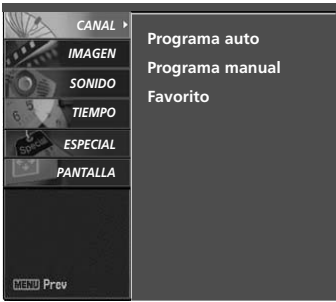 CANAL
IMAGEN
SONIDO
TIEMPO
ESPECIAL
PANTALLA
MENU Prev
Programa auto
Programa manual
Favorito